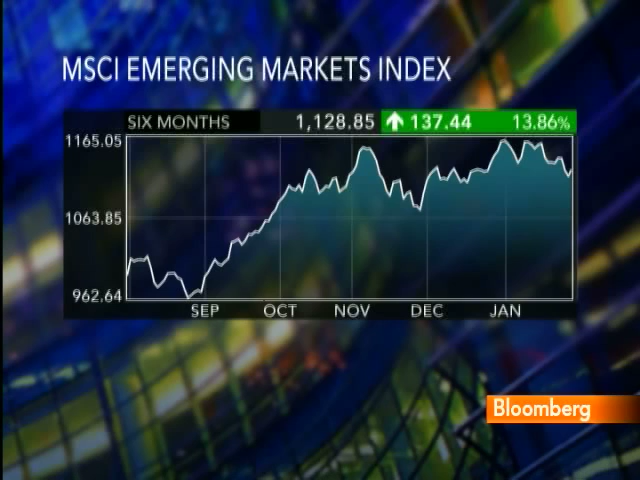 MSCI EMERGING MARKETS INDEX
SIX MONTHS 1,128.85 137.44 13.86%
1165.05
1063.85
962.64
SEP OCT NOV DEC JAN
Bloomberg